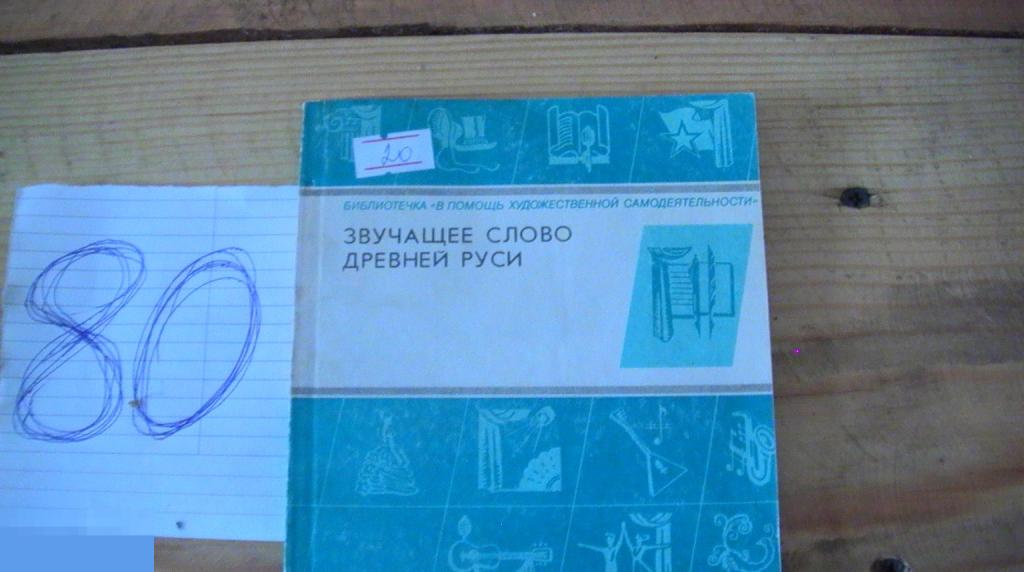 80
20
БИБЛИОТЕЧКА «В ПОМОЩЬ ХУДОЖЕСТВЕННОЙ САМОДЕЯТЕЛЬНОСТИ»
ЗВУЧАЩЕЕ СЛОВО
ДРЕВНЕЙ РУСИ